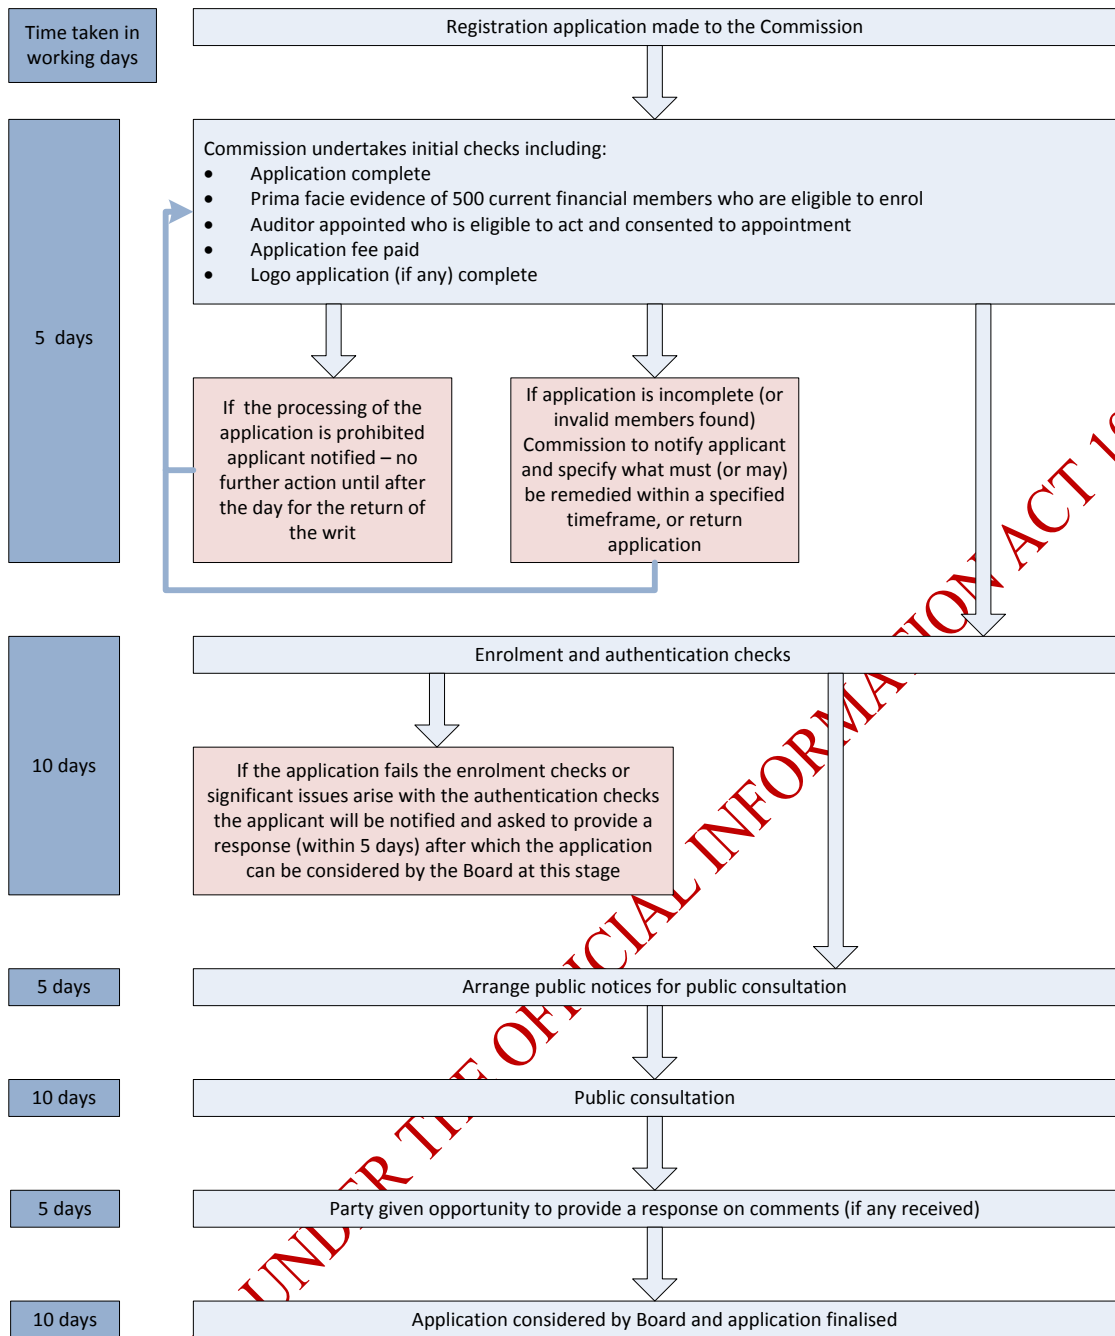 Time taken in
working days
Registration application made to the Commission
5 days
Commission undertakes initial checks including:
• Application complete
• Prima facie evidence of 500 current financial members who are eligible to enrol
• Auditor appointed who is eligible to act and consented to appointment
• Application fee paid
• Logo application (if any) complete
If the processing of the
application is prohibited
applicant notified – no
further action until after
the day for the return of
the writ
If application is incomplete (or
invalid members found)
Commission to notify applicant
and specify what must (or may)
be remedied within a specified
timeframe, or return
application
10 days
Enrolment and authentication checks
If the application fails the enrolment checks or
significant issues arise with the authentication checks
the applicant will be notified and asked to provide a
response (within 5 days) after which the application
can be considered by the Board at this stage
5 days
Arrange public notices for public consultation
10 days
Public consultation
5 days
Party given opportunity to provide a response on comments (if any received)
10 days
Application considered by Board and application finalised
UNDER THE OFFICIAL INFORMATION ACT